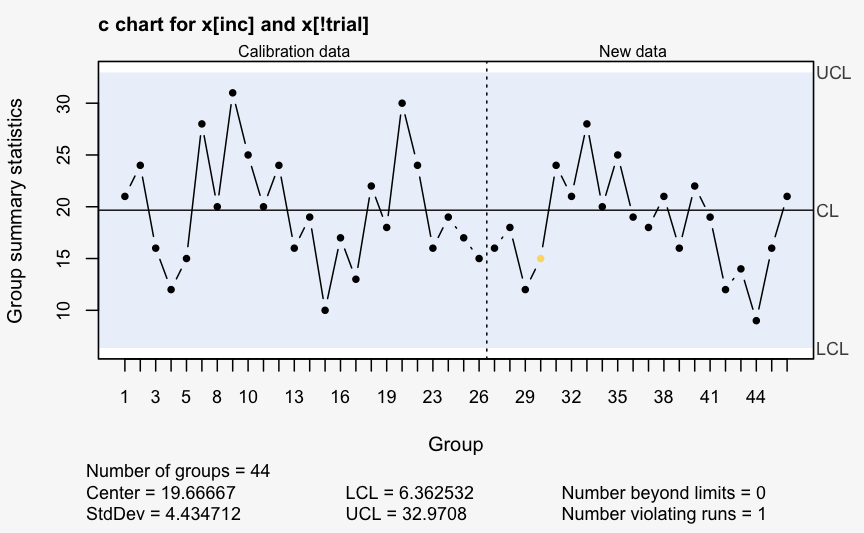 c chart for x[inc] and x[!trial]
Calibration data New data
Group summary statistics
30
25
20
15
10
UCL
CL
LCL
1 3 5 8 10 13 16 20 23 26 29 32 35 38 41 44
Group
Number of groups = 44
Center = 19.66667 LCL = 6.362532 Number beyond limits = 0
StdDev = 4.434712 UCL = 32.9708 Number violating runs = 1